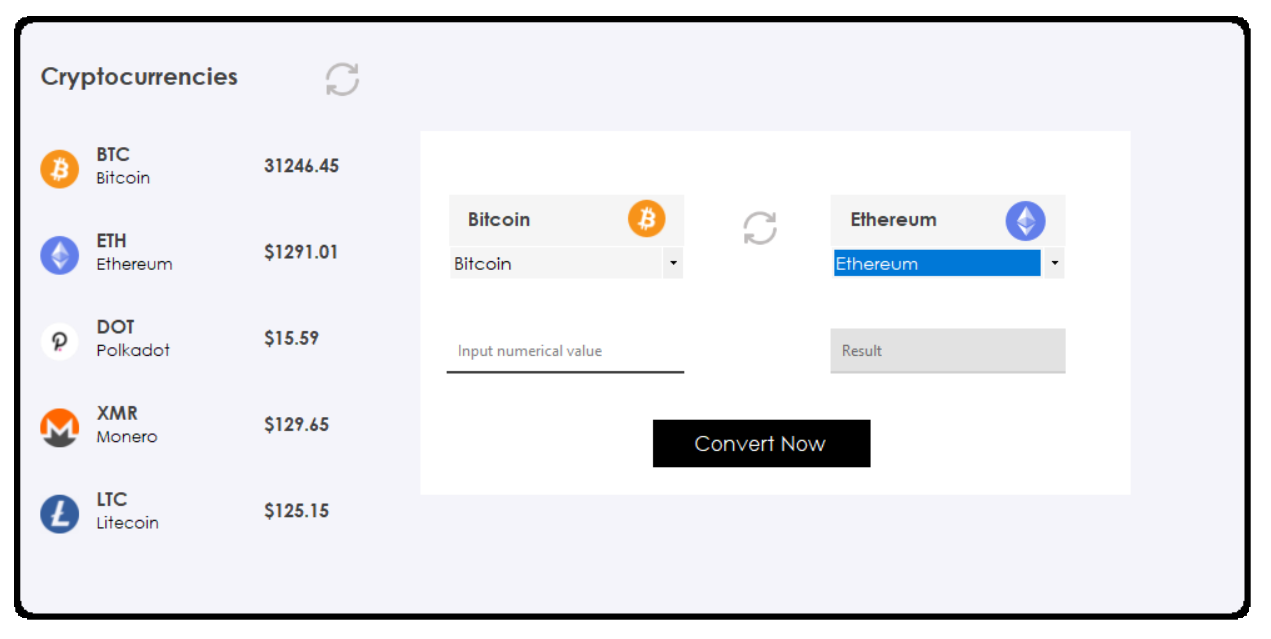 Cryptocurrencies
BTC
Bitcoin
31246.45
ETH
Ethereum
$1291.01
DOT
Polkadot
$15.59
XMR
Monero
$129.65
LTC
Litecoin
$125.15
Bitcoin
Bitcoin
Ethereum
Ethereum
Input numerical value
Result
Convert Now